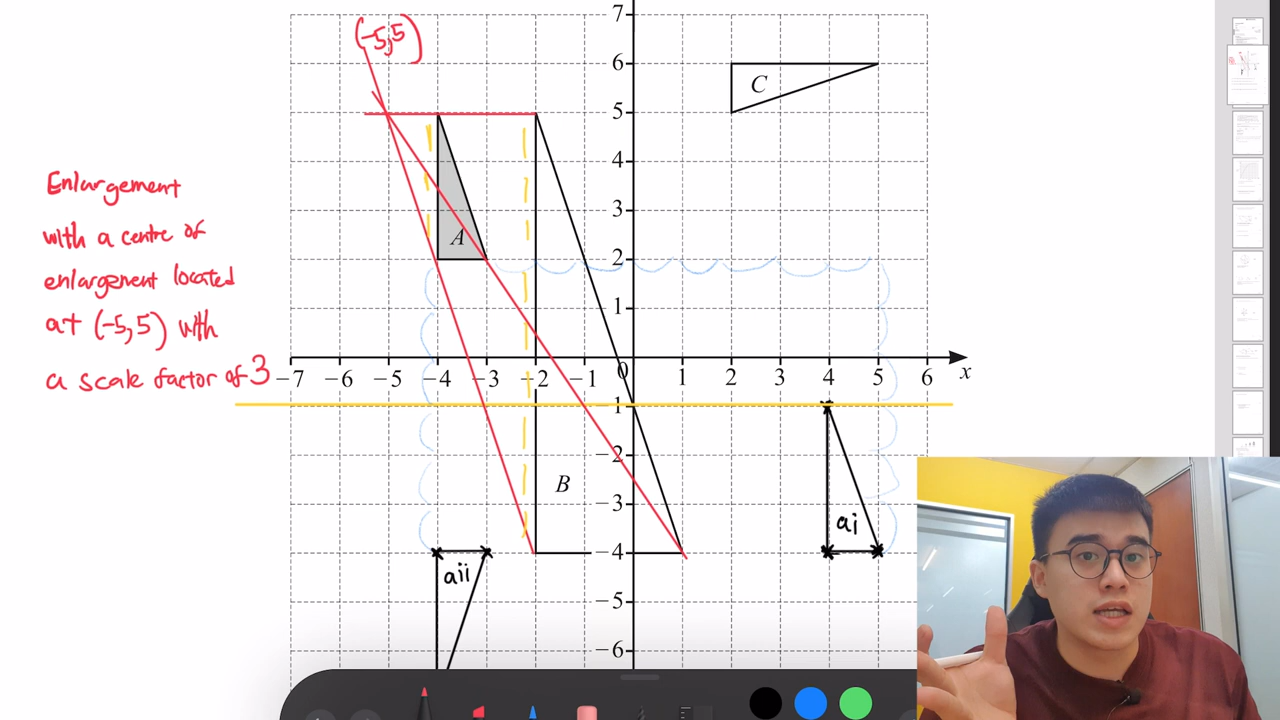 (-5,5)
Enlargement
with a centre of
enlargement located
at (-5,5) with
a scale factor of 3
7
6
5
4
3
2
1
−7 −6 −5 −4 −3 −2 −1 0 1 2 3 4 5 6 x
1
−2
−3
−4
−5
−6
A
B
C
ai
aii